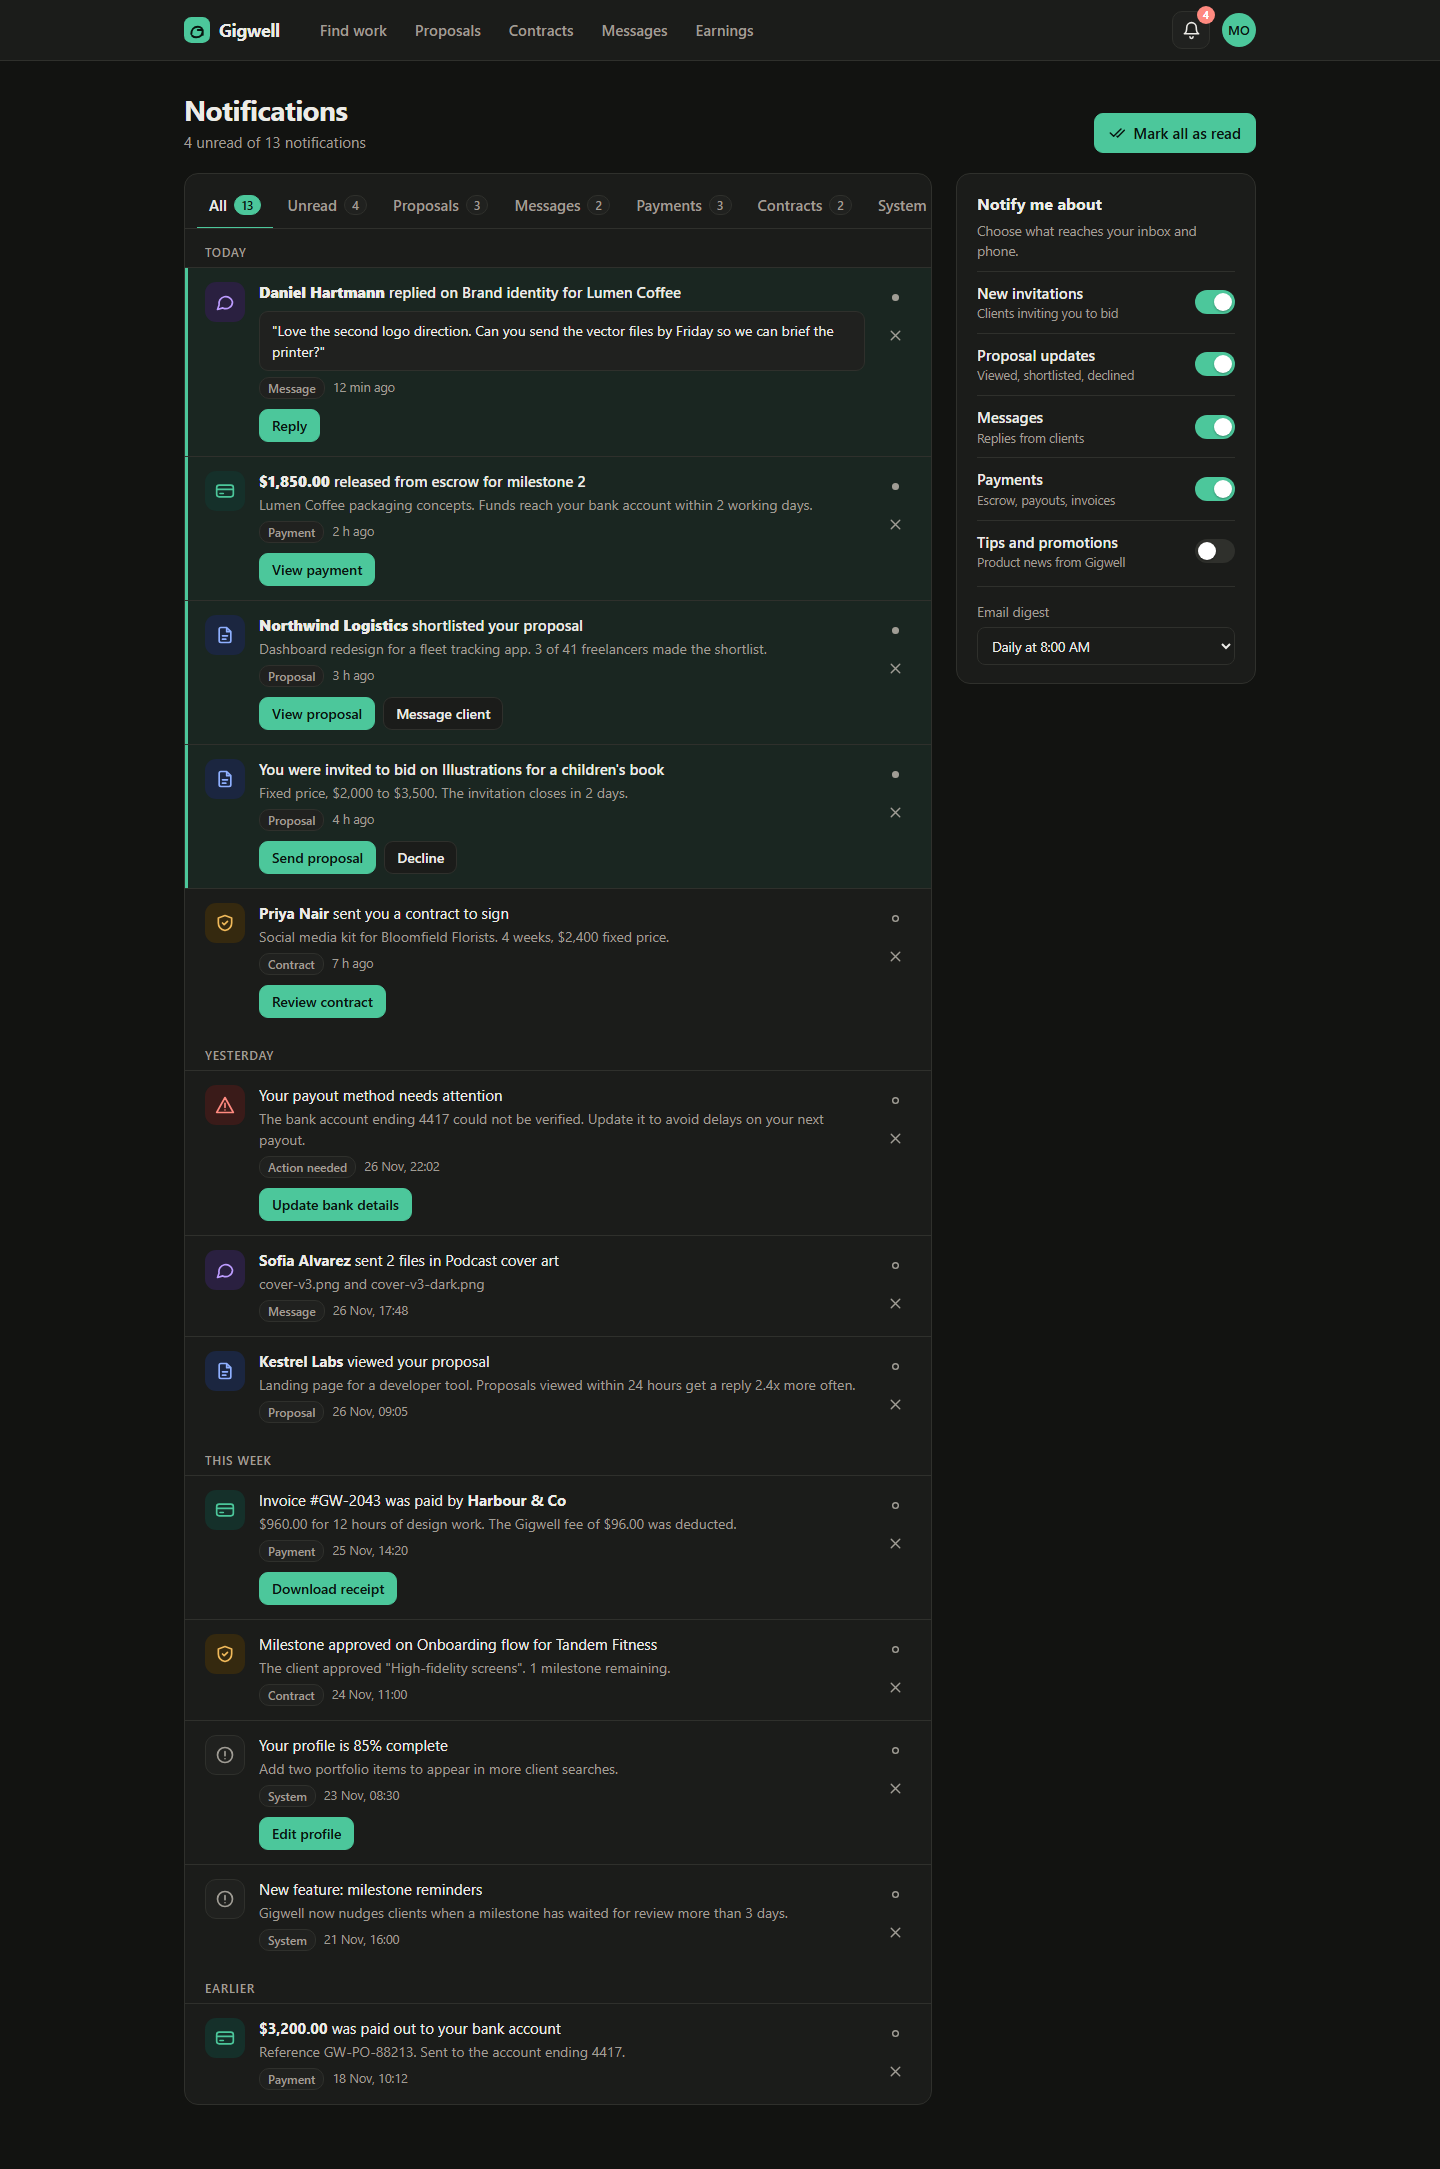 Gigwell
Find work
Proposals
Contracts
Messages
Earnings
4
MO
Notifications
4 unread of 13 notifications
Mark all as read
All 13
Unread 4
Proposals 3
Messages 2
Payments 3
Contracts 2
System
TODAY
Daniel Hartmann replied on Brand identity for Lumen Coffee
"Love the second logo direction. Can you send the vector files by Friday so we can brief the
printer?"
Message 12 min ago
Reply
$1,850.00 released from escrow for milestone 2
Lumen Coffee packaging concepts. Funds reach your bank account within 2 working days.
Payment 2 h ago
View payment
Northwind Logistics shortlisted your proposal
Dashboard redesign for a fleet tracking app. 3 of 41 freelancers made the shortlist.
Proposal 3 h ago
View proposal Message client
You were invited to bid on Illustrations for a children's book
Fixed price, $2,000 to $3,500. The invitation closes in 2 days.
Proposal 4 h ago
Send proposal Decline
Priya Nair sent you a contract to sign
Social media kit for Bloomfield Florists. 4 weeks, $2,400 fixed price.
Contract 7 h ago
Review contract
YESTERDAY
Your payout method needs attention
The bank account ending 4417 could not be verified. Update it to avoid delays on your next
payout.
Action needed 26 Nov, 22:02
Update bank details
Sofia Alvarez sent 2 files in Podcast cover art
cover-v3.png and cover-v3-dark.png
Message 26 Nov, 17:48
Kestrel Labs viewed your proposal
Landing page for a developer tool. Proposals viewed within 24 hours get a reply 2.4x more often.
Proposal 26 Nov, 09:05
THIS WEEK
Invoice #GW-2043 was paid by Harbour & Co
$960.00 for 12 hours of design work. The Gigwell fee of $96.00 was deducted.
Payment 25 Nov, 14:20
Download receipt
Milestone approved on Onboarding flow for Tandem Fitness
The client approved "High-fidelity screens". 1 milestone remaining.
Contract 24 Nov, 11:00
Your profile is 85% complete
Add two portfolio items to appear in more client searches.
System 23 Nov, 08:30
Edit profile
New feature: milestone reminders
Gigwell now nudges clients when a milestone has waited for review more than 3 days.
System 21 Nov, 16:00
EARLIER
$3,200.00 was paid out to your bank account
Reference GW-PO-88213. Sent to the account ending 4417.
Payment 18 Nov, 10:12
Notify me about
Choose what reaches your inbox and
phone.
New invitations
Clients inviting you to bid
Proposal updates
Viewed, shortlisted, declined
Messages
Replies from clients
Payments
Escrow, payouts, invoices
Tips and promotions
Product news from Gigwell
Email digest
Daily at 8:00 AM